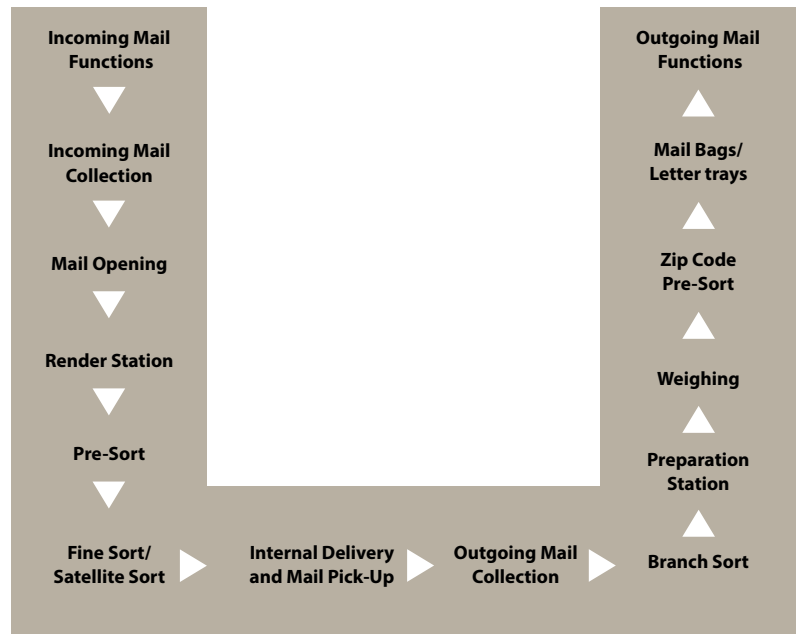 Incoming Mail
Functions
Incoming Mail
Collection
Mail Opening
Render Station
Pre-Sort
Fine Sort/
Satellite Sort
Internal Delivery
and Mail Pick-Up
Outgoing Mail
Collection
Branch Sort
Preparation
Station
Weighing
Zip Code
Pre-Sort
Mail Bags/
Letter trays
Outgoing Mail
Functions